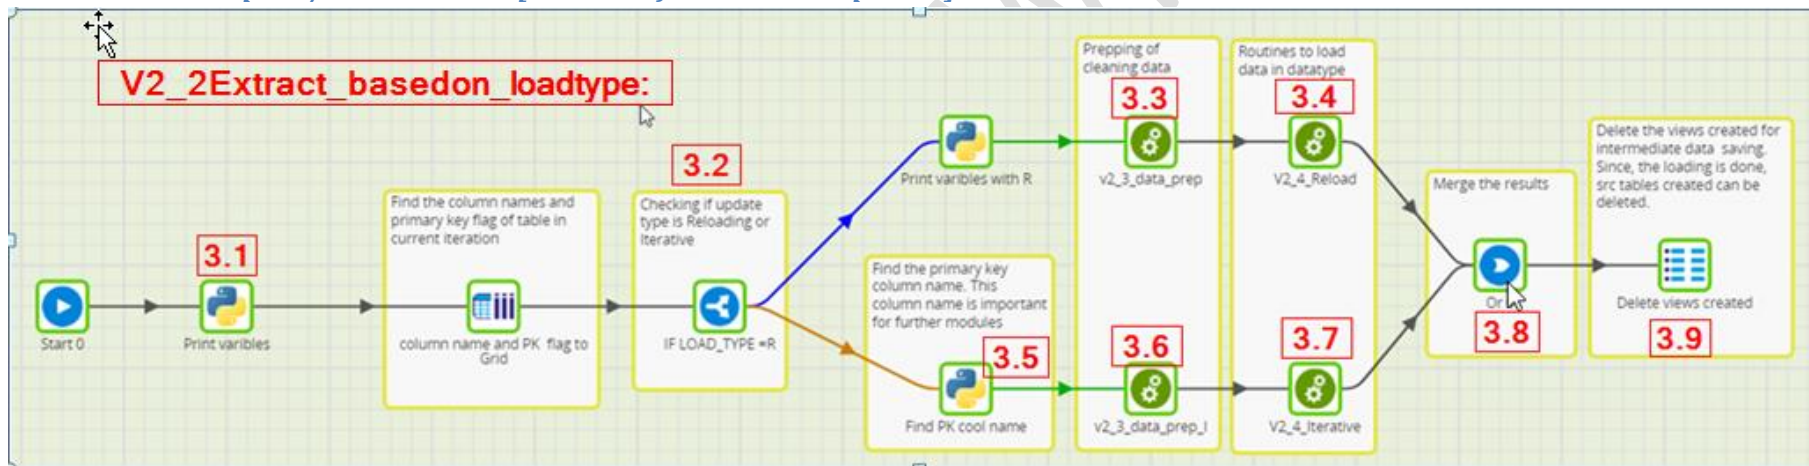 V2_2Extract_basedon_loadtype:
3.1
Start 0
Print varibles
Find the column names and
primary key flag of table in
current iteration
column name and PK flag to
Grid
3.2
Checking if update
type is Reloading or
Iterative
IF LOAD_TYPE =R
Print varibles with R
Find the primary key
column name. This
column name is important
for further modules
3.5
Find PK cool name
Prepping of
cleaning data
3.3
v2_3_data_prep
3.6
v2_3_data_prep_I
Routines to load
data in datatype
3.4
V2_4_Reload
3.7
V2_4_Iterative
Merge the results
Or
3.8
Delete the views created for
intermediate data saving.
Since, the loading is done,
src tables created can be
deleted.
Delete views created
3.9